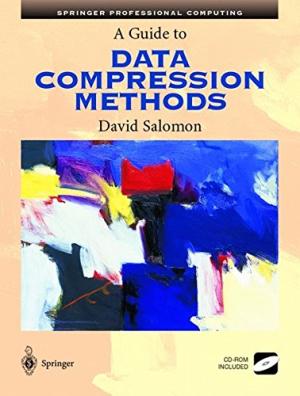 SPRINGER PROFESSIONAL COMPUTING
A Guide to
DATA
COMPRESSION
METHODS
David Salomon
CD-ROM
INCLUDED
Springer